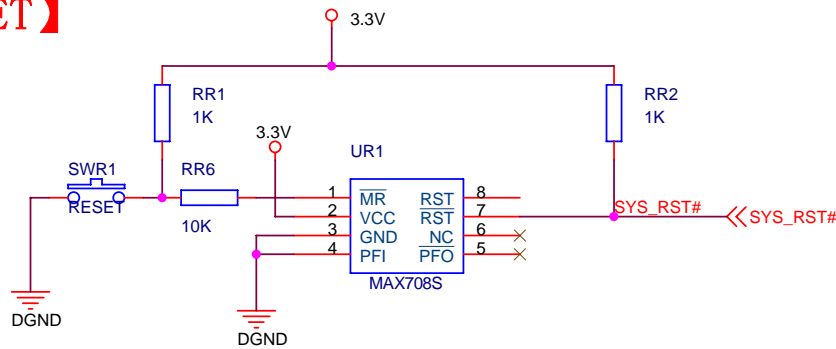 ET】
3.3V
RR1
1K
RR2
1K
3.3V
UR1
SWR1
RESET
RR6
10K
1
2
3
4
MR
VCC
GND
PFI
RST
RST
NC
PFO
8
7
6
5
MAX708S
SYS_RST#
SYS_RST#
DGND
DGND